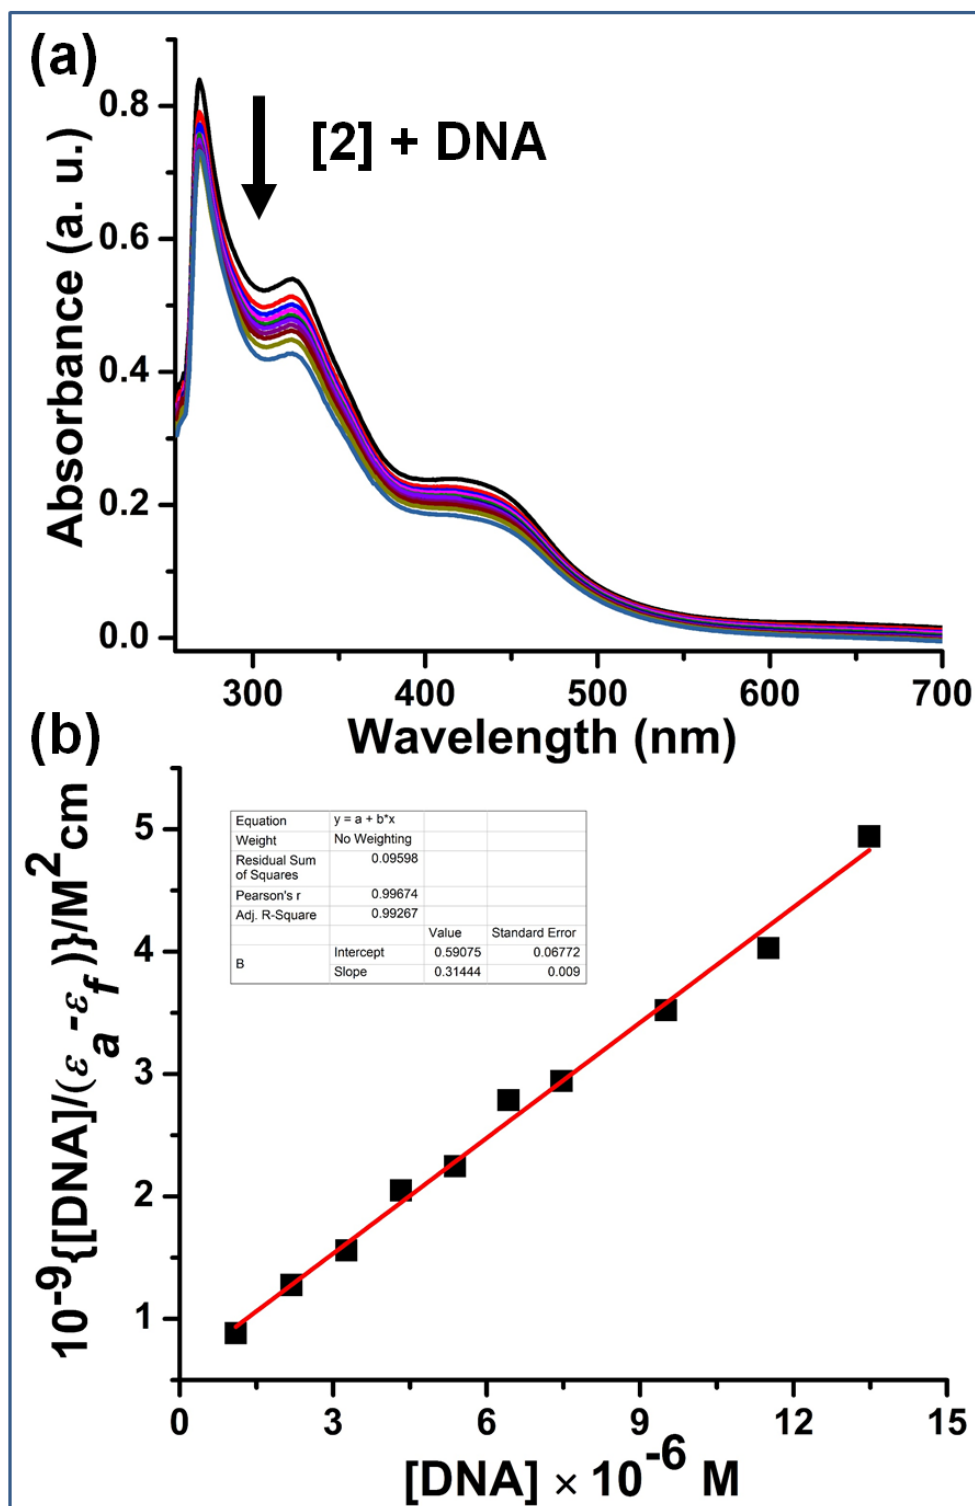 (a)
[2] + DNA
Absorbance (a. u.)
0.8
0.6
0.4
0.2
0.0
300 400 500 600 700
Wavelength (nm)
(b)
10⁻⁹{[DNA]/(εₐ-ε_f)}/M² cm
5
4
3
2
1
Equation y = a + b*x
Weight No Weighting
Residual Sum of Squares 0.09598
Pearson's r 0.99674
Adj. R-Square 0.99267
Value Standard Error
B Intercept 0.59075 0.06772
Slope 0.31444 0.009
0 3 6 9 12 15
[DNA] × 10⁻⁶ M